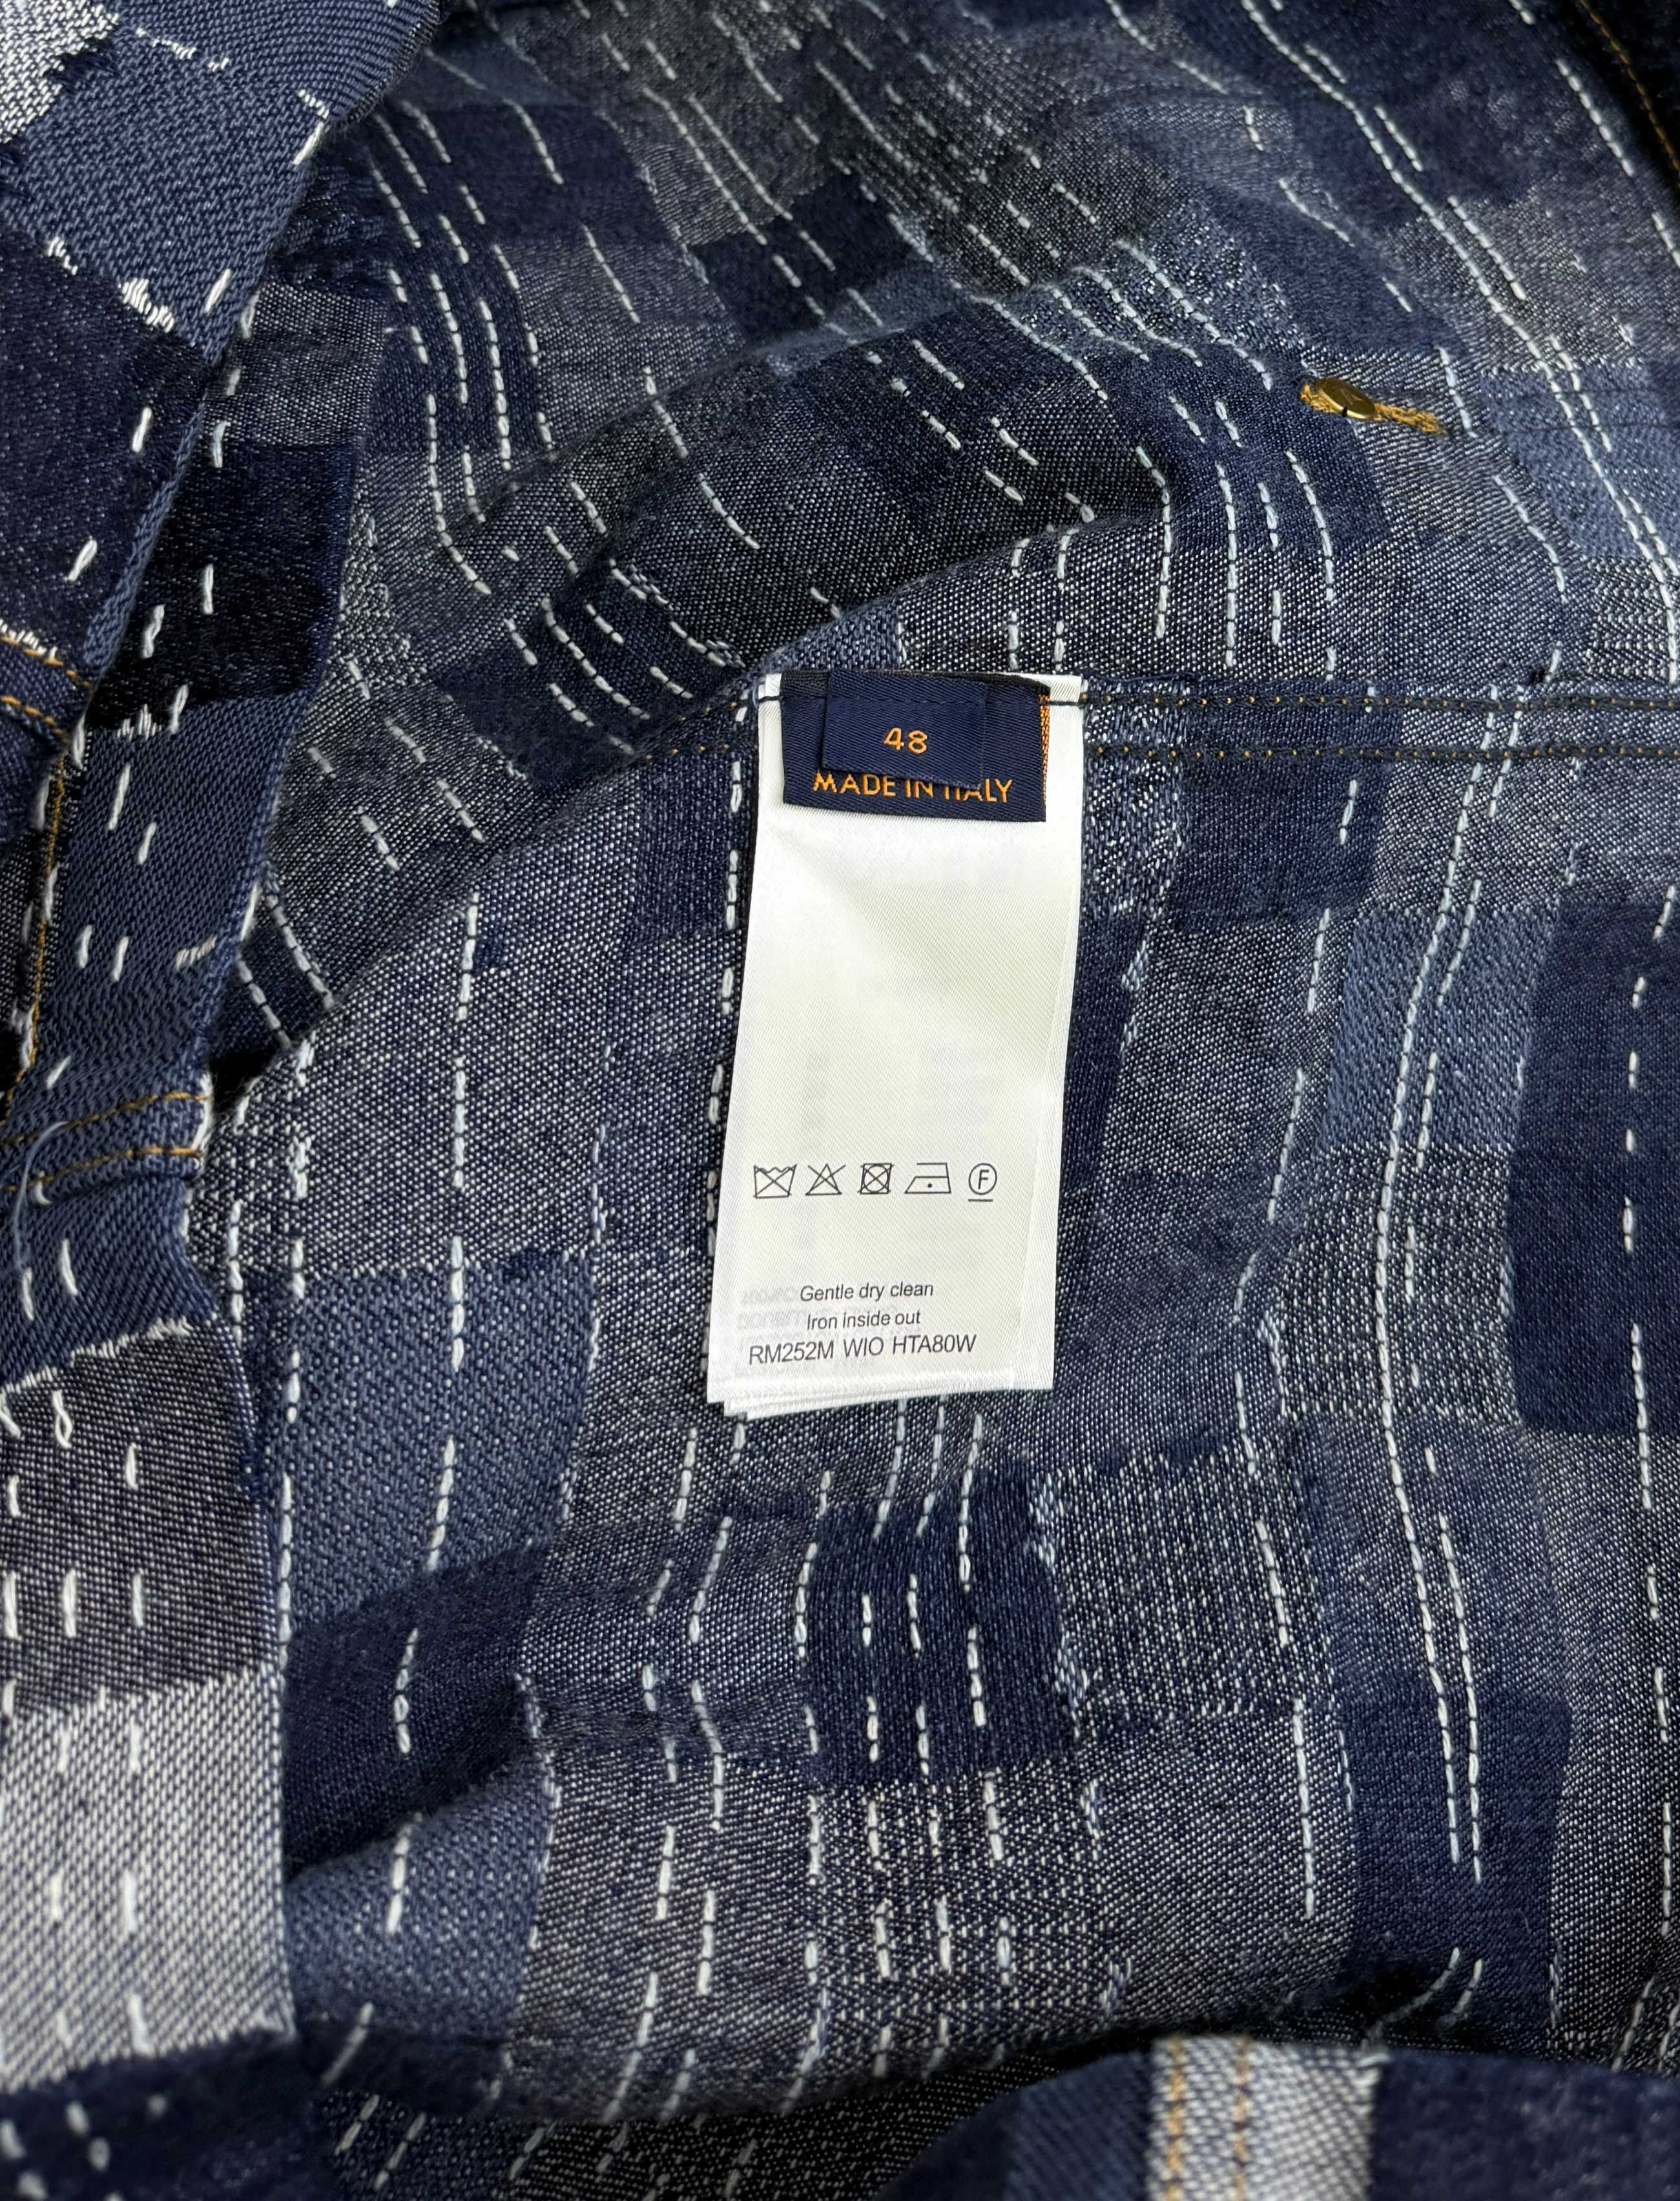 48
MADE IN ITALY
F
Gentle dry clean
Iron inside out
RM252M WIO HTA80W